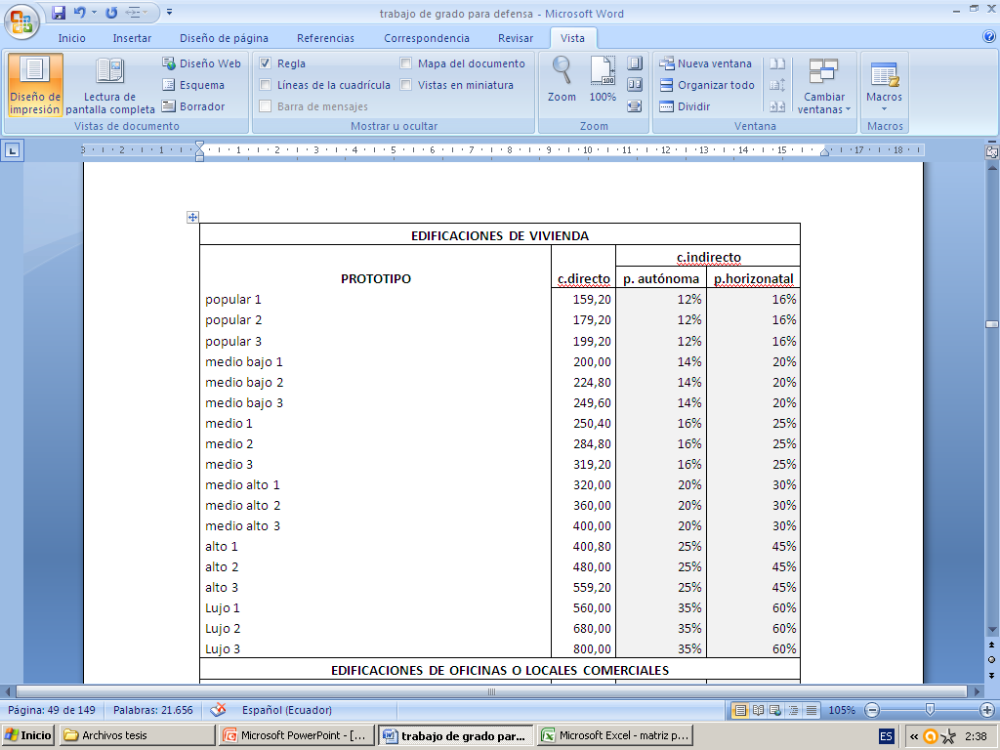 trabajo de grado para defensa - Microsoft Word
Inicio Insertar Diseño de página Referencias Correspondencia Revisar Vista
Diseño de impresión
Lectura de pantalla completa
Diseño Web
Esquema
Borrador
Vistas de documento
Regla
Líneas de la cuadrícula
Barra de mensajes
Mapa del documento
Vistas en miniatura
Mostrar u ocultar
Zoom
100%
Zoom
Nueva ventana
Organizar todo
Dividir
Cambiar ventanas
Ventana
Macros
Macros
3 2 1 1 2 3 4 5 6 7 8 9 10 11 12 13 14 15 17 18
EDIFICACIONES DE VIVIENDA
PROTOTIPO c.directo c.indirecto
p. autónoma p.horizonatal
popular 1 159,20 12% 16%
popular 2 179,20 12% 16%
popular 3 199,20 12% 16%
medio bajo 1 200,00 14% 20%
medio bajo 2 224,80 14% 20%
medio bajo 3 249,60 14% 20%
medio 1 250,40 16% 25%
medio 2 284,80 16% 25%
medio 3 319,20 16% 25%
medio alto 1 320,00 20% 30%
medio alto 2 360,00 20% 30%
medio alto 3 400,00 20% 30%
alto 1 400,80 25% 45%
alto 2 480,00 25% 45%
alto 3 559,20 25% 45%
Lujo 1 560,00 35% 60%
Lujo 2 680,00 35% 60%
Lujo 3 800,00 35% 60%
EDIFICACIONES DE OFICINAS O LOCALES COMERCIALES
Página: 49 de 149 Palabras: 21.656 Español (Ecuador) 105%
Inicio Archivos tesis Microsoft PowerPoint - [... trabajo de grado par... Microsoft Excel - matriz p... ES 2:38